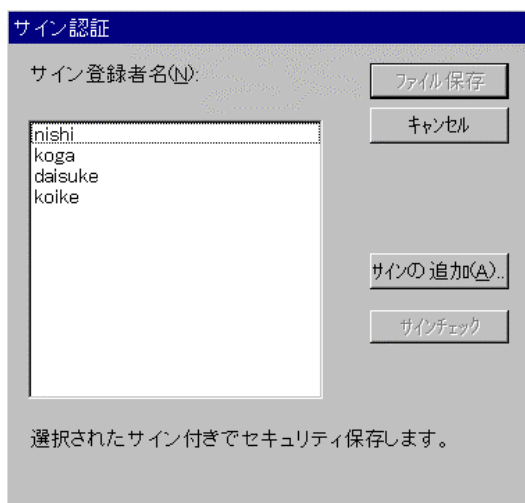 サイン認証
サイン登録者名(N):
ファイル保存
nishi
キャンセル
koga
daisuke
koike
サインの追加(A)..
サインチェック
選択されたサイン付きでセキュリティ保存します。